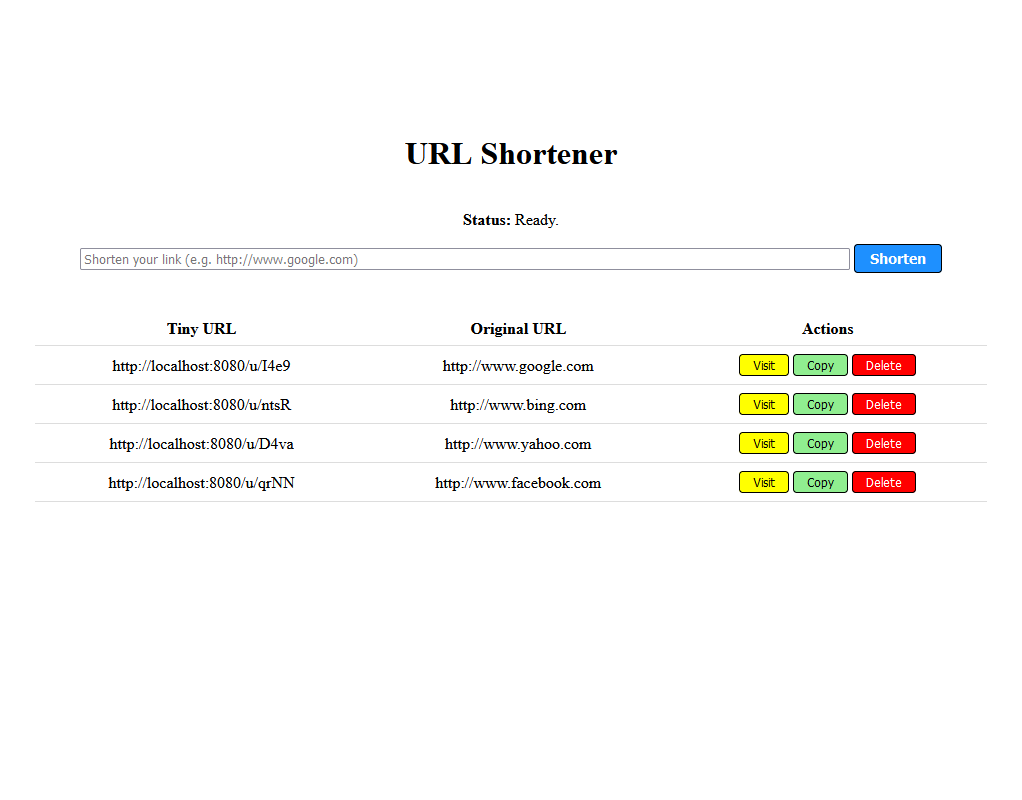 URL Shortener
Status: Ready.
Shorten your link (e.g. http://www.google.com) Shorten
Tiny URL Original URL Actions
http://localhost:8080/u/I4e9 http://www.google.com Visit Copy Delete
http://localhost:8080/u/ntsR http://www.bing.com Visit Copy Delete
http://localhost:8080/u/D4va http://www.yahoo.com Visit Copy Delete
http://localhost:8080/u/qrNN http://www.facebook.com Visit Copy Delete